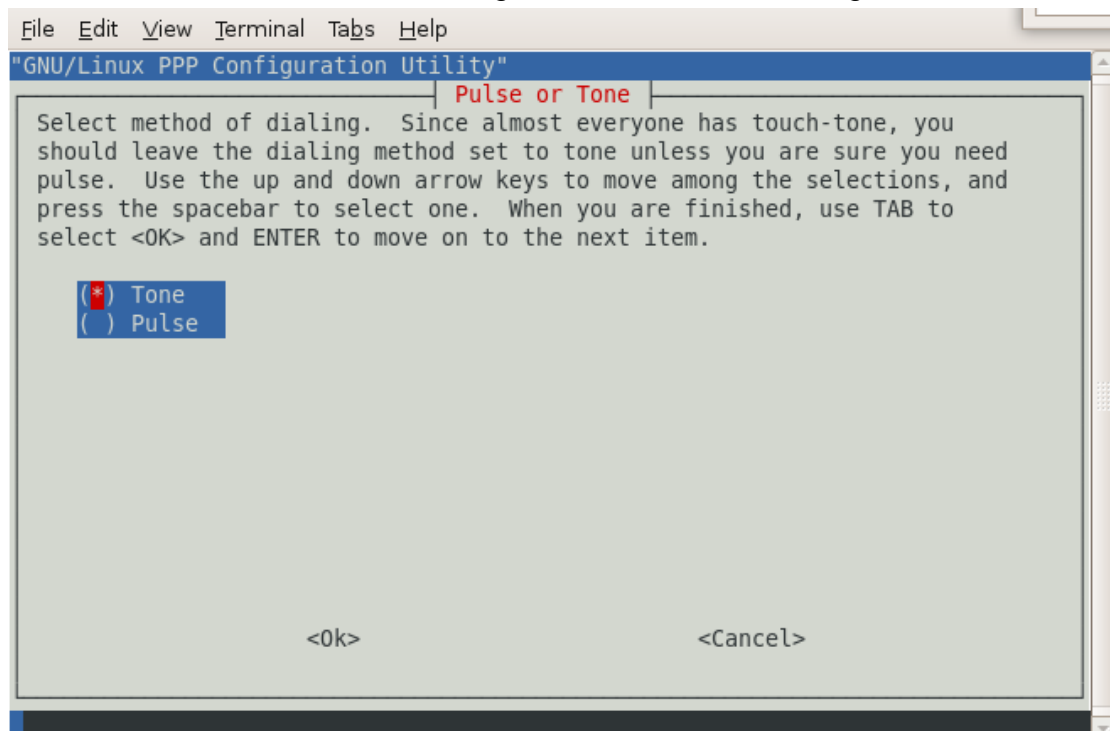 File Edit View Terminal Tabs Help
"GNU/Linux PPP Configuration Utility"
Pulse or Tone
Select method of dialing.  Since almost everyone has touch-tone, you
should leave the dialing method set to tone unless you are sure you need
pulse.  Use the up and down arrow keys to move among the selections, and
press the spacebar to select one.  When you are finished, use TAB to
select <OK> and ENTER to move on to the next item.
(*) Tone
( ) Pulse
<Ok> <Cancel>